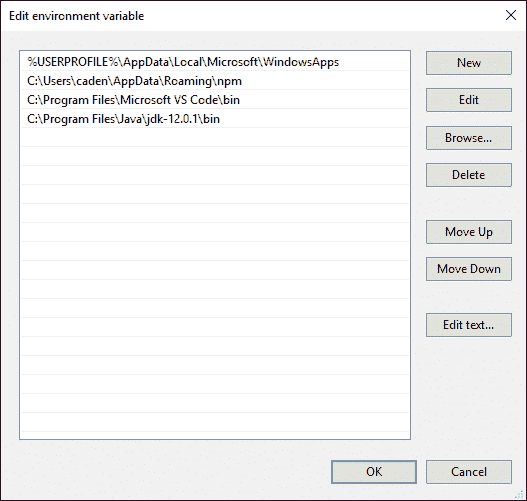 Edit environment variable
%USERPROFILE%\AppData\Local\Microsoft\WindowsApps
C:\Users\caden\AppData\Roaming\npm
C:\Program Files\Microsoft VS Code\bin
C:\Program Files\Java\jdk-12.0.1\bin
New
Edit
Browse...
Delete
Move Up
Move Down
Edit text...
OK
Cancel